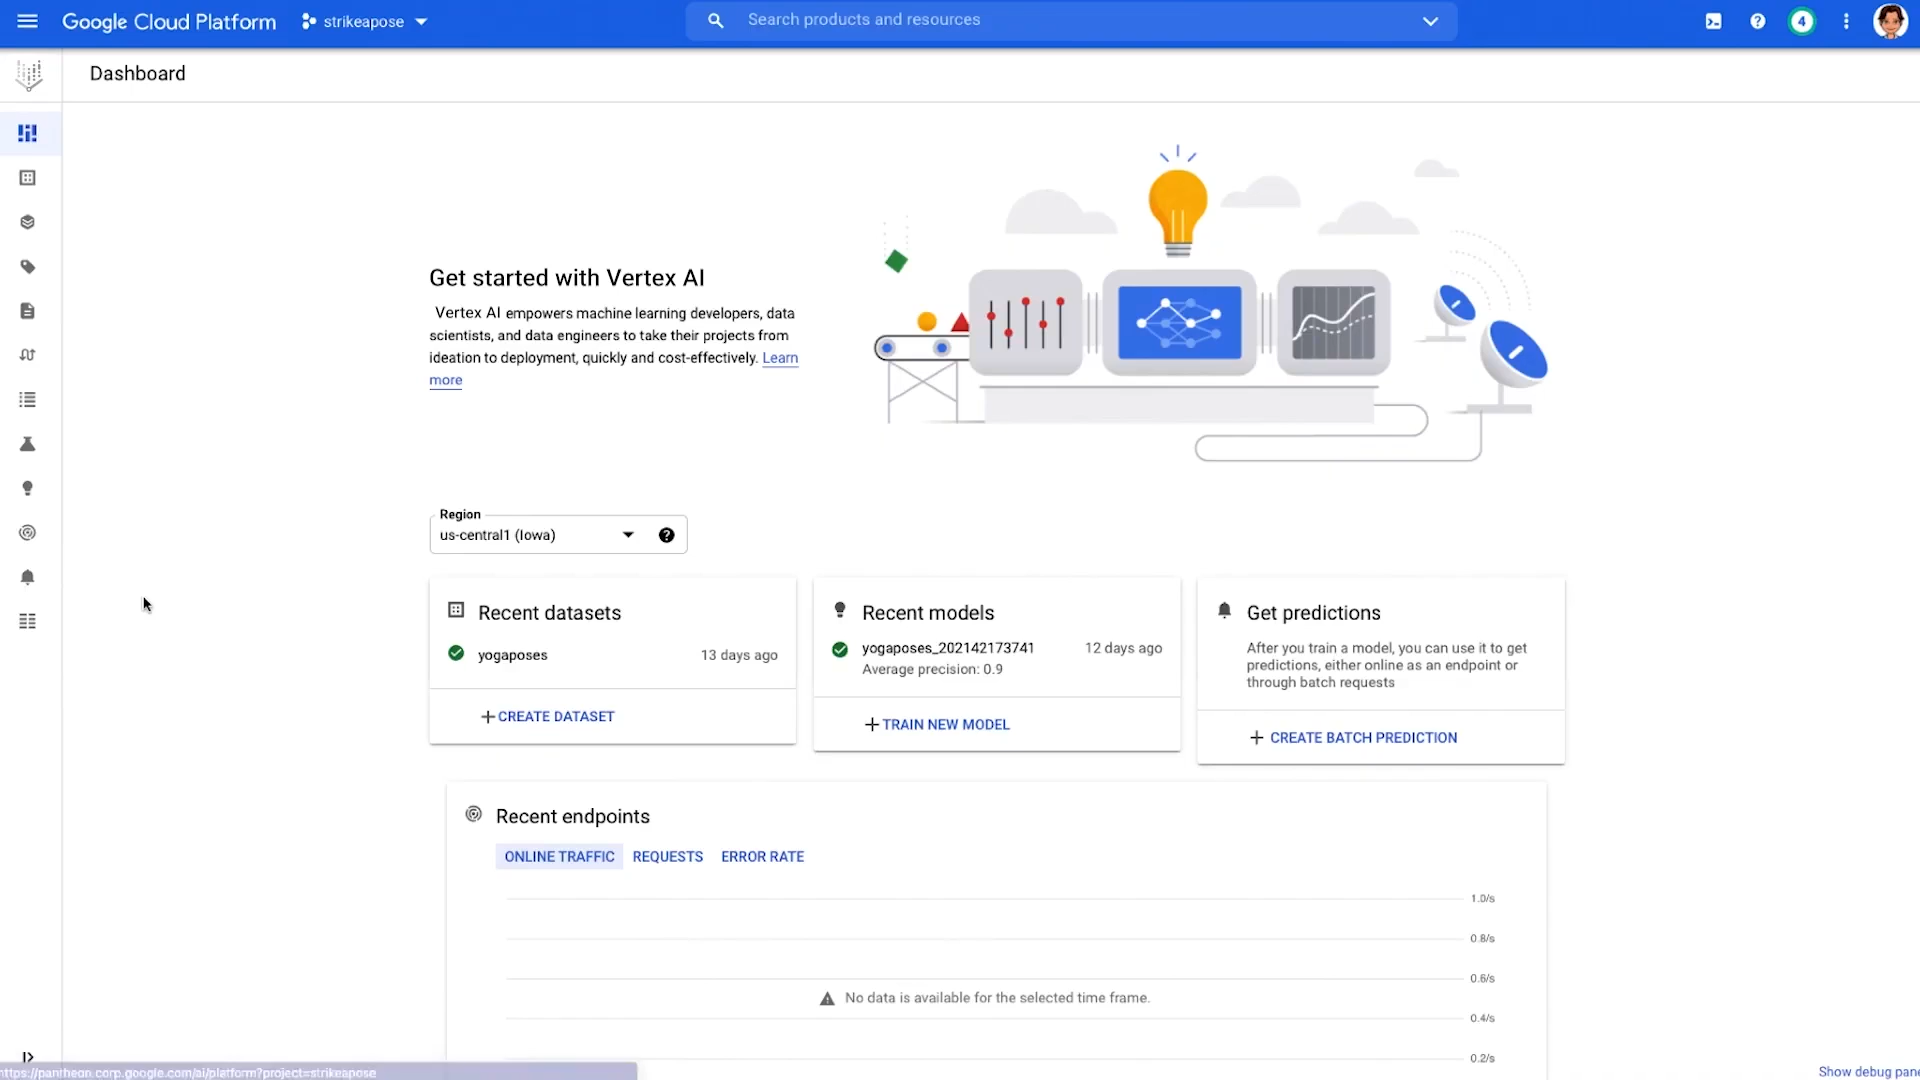 Google Cloud Platform
strikeapose
Search products and resources
4
Dashboard
Get started with Vertex AI
Vertex AI empowers machine learning developers, data
scientists, and data engineers to take their projects from
ideation to deployment, quickly and cost-effectively. Learn
more
Region
us-central1 (Iowa)
Recent datasets
yogaposes 13 days ago
CREATE DATASET
Recent models
yogaposes_202142173741 12 days ago
Average precision: 0.9
TRAIN NEW MODEL
Get predictions
After you train a model, you can use it to get
predictions, either online as an endpoint or
through batch requests
CREATE BATCH PREDICTION
Recent endpoints
ONLINE TRAFFIC REQUESTS ERROR RATE
1.0/s
0.8/s
0.6/s
No data is available for the selected time frame.
0.4/s
0.2/s
https://pantheon.corp.google.com/ai/platform?project=strikeapose
Show debug pane